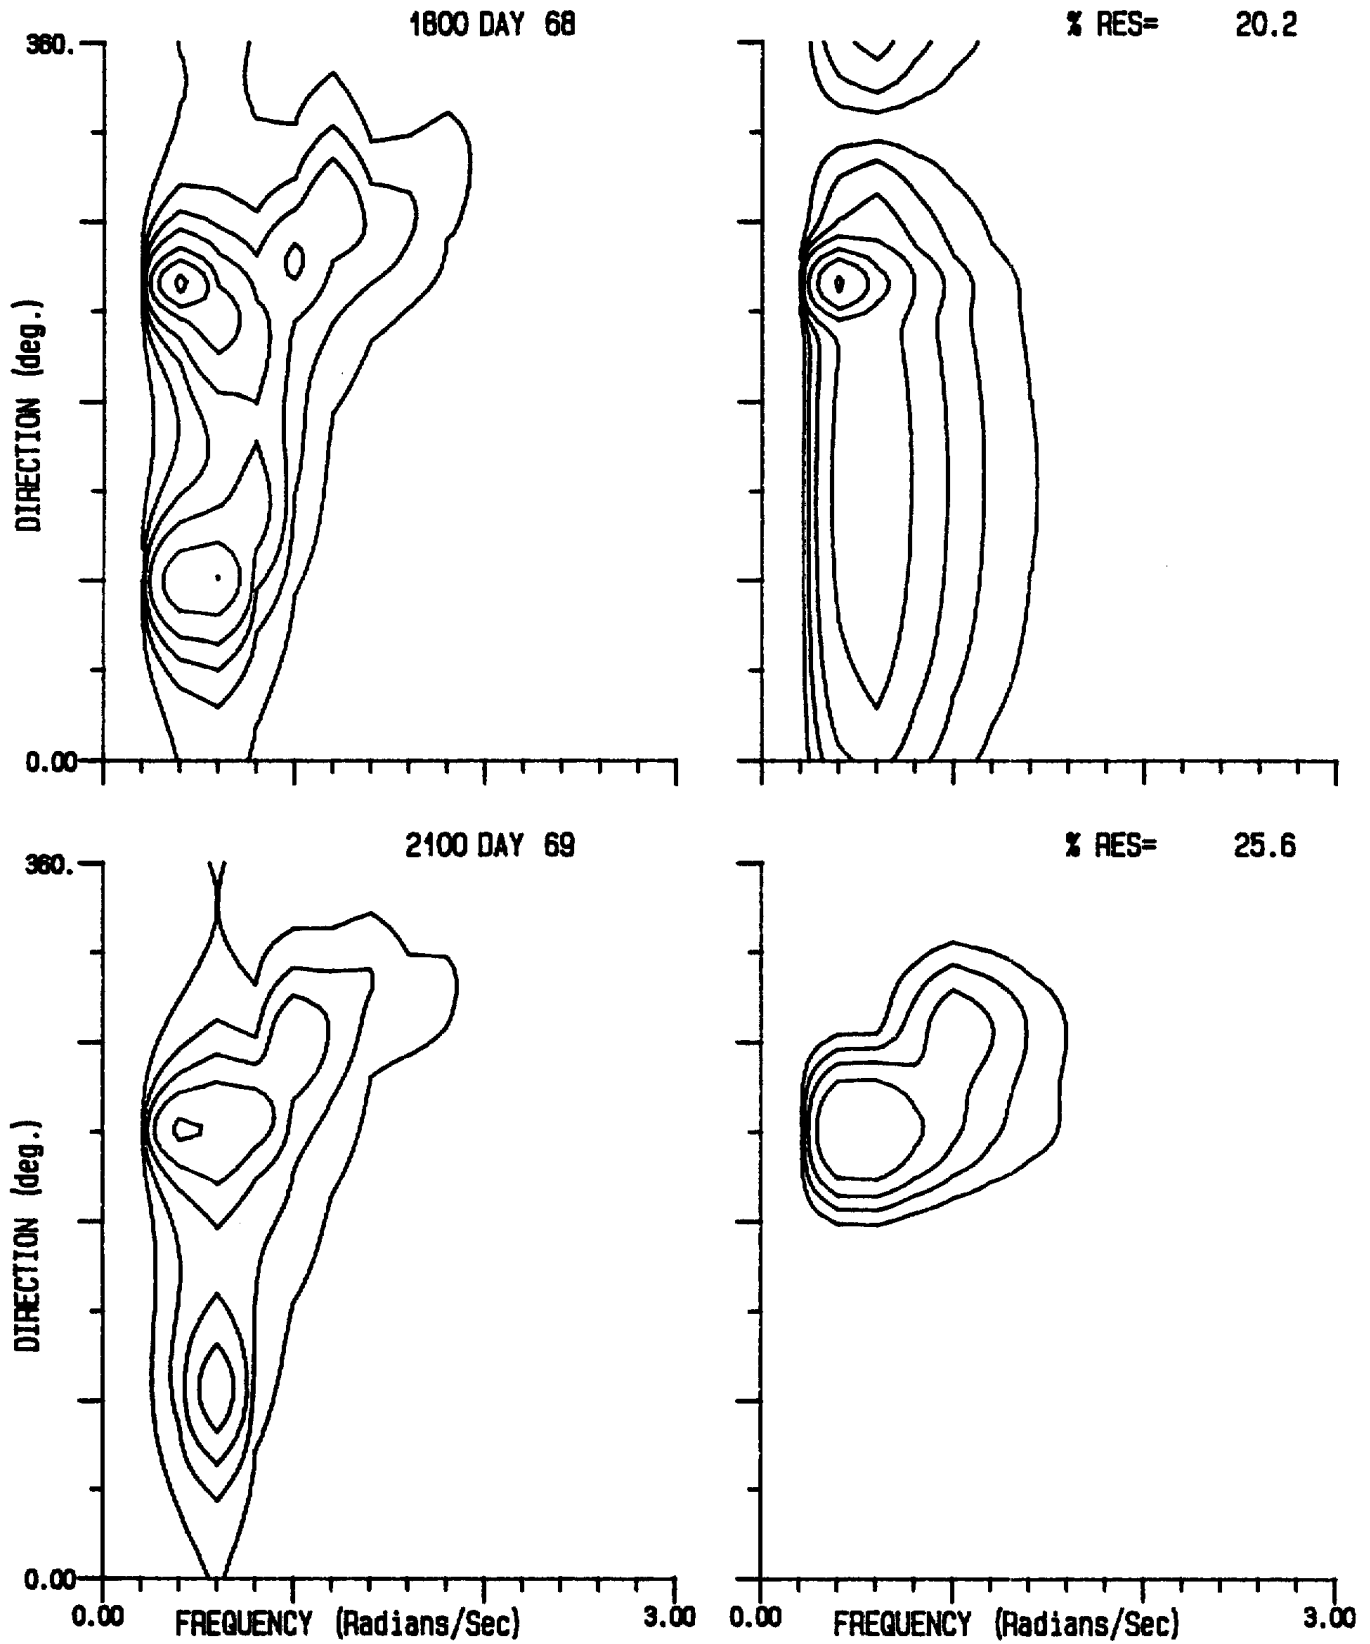 1800 DAY 68
% RES= 20.2
360.
DIRECTION (deg.)
0.00
2100 DAY 69
% RES= 25.6
360.
DIRECTION (deg.)
0.00
0.00 FREQUENCY (Radians/Sec) 3.00
0.00 FREQUENCY (Radians/Sec) 3.00